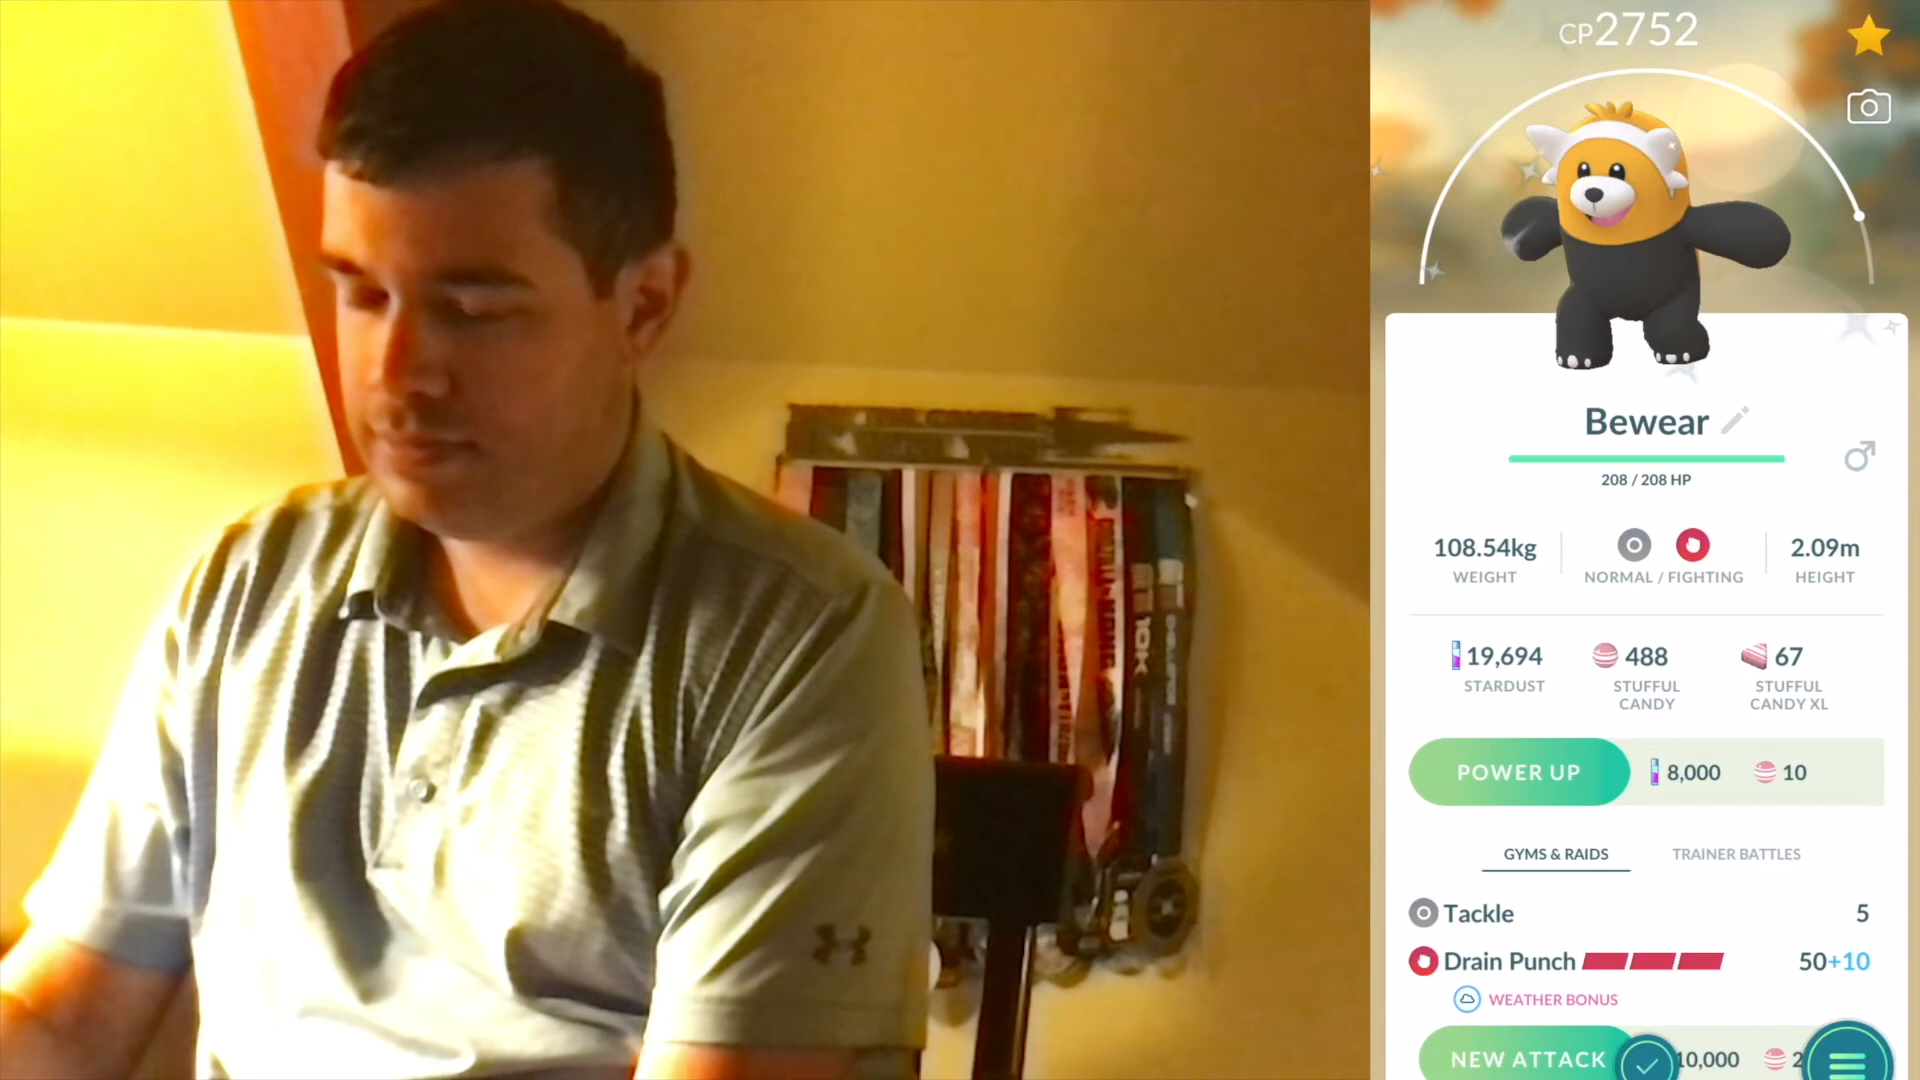 CP2752
Bewear
208 / 208 HP
108.54kg
WEIGHT
NORMAL / FIGHTING
2.09m
HEIGHT
19,694
STARDUST
488
STUFFUL
CANDY
67
STUFFUL
CANDY XL
POWER UP
8,000
10
GYMS & RAIDS
TRAINER BATTLES
Tackle
5
Drain Punch
50+10
WEATHER BONUS
NEW ATTACK
10,000
10K